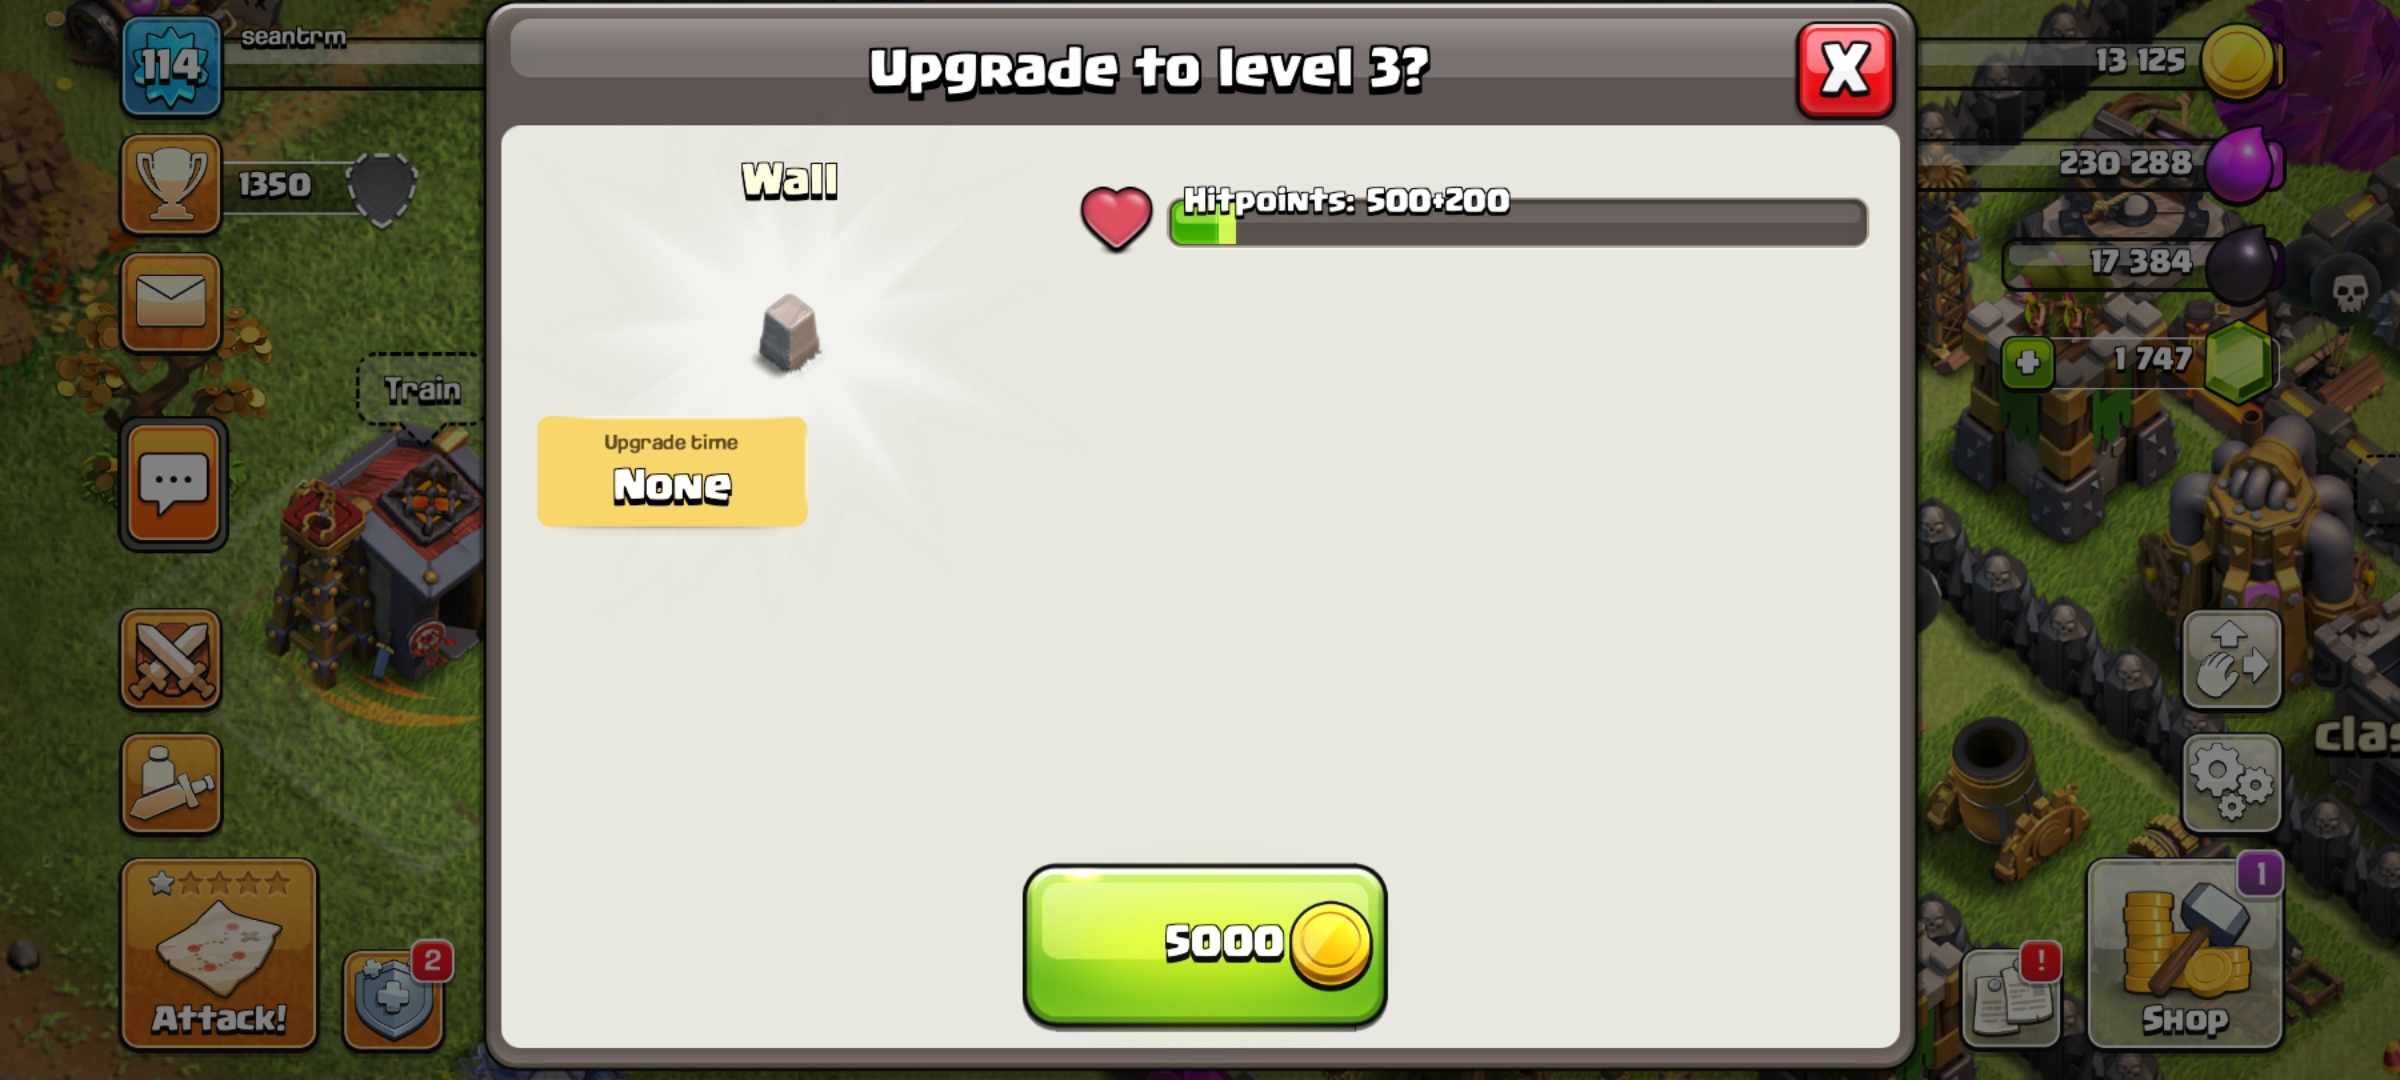 114
seantrm
Upgrade to level 3?
X
13 125
1350
Wall
Hitpoints: 500+200
230 288
17 384
1 747
Train
Upgrade time
None
5000
1
2
!
Attack!
Shop